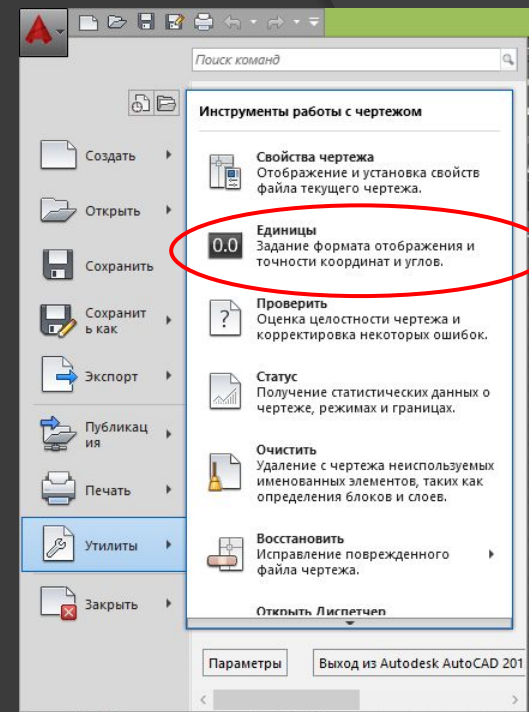 Поиск команд
Инструменты работы с чертежом
Создать
Открыть
Сохранить
Сохранит
ь как
Экспорт
Публикац
ия
Печать
Утилиты
Закрыть
Свойства чертежа
Отображение и установка свойств
файла текущего чертежа.
0.0
Единицы
Задание формата отображения и
точности координат и углов.
?
Проверить
Оценка целостности чертежа и
корректировка некоторых ошибок.
Статус
Получение статистических данных о
чертеже, режимах и границах.
Очистить
Удаление с чертежа неиспользуемых
именованных элементов, таких как
определения блоков и слоев.
Восстановить
Исправление поврежденного
файла чертежа.
Открыть Диспетчер
Параметры
Выход из Autodesk AutoCAD 201